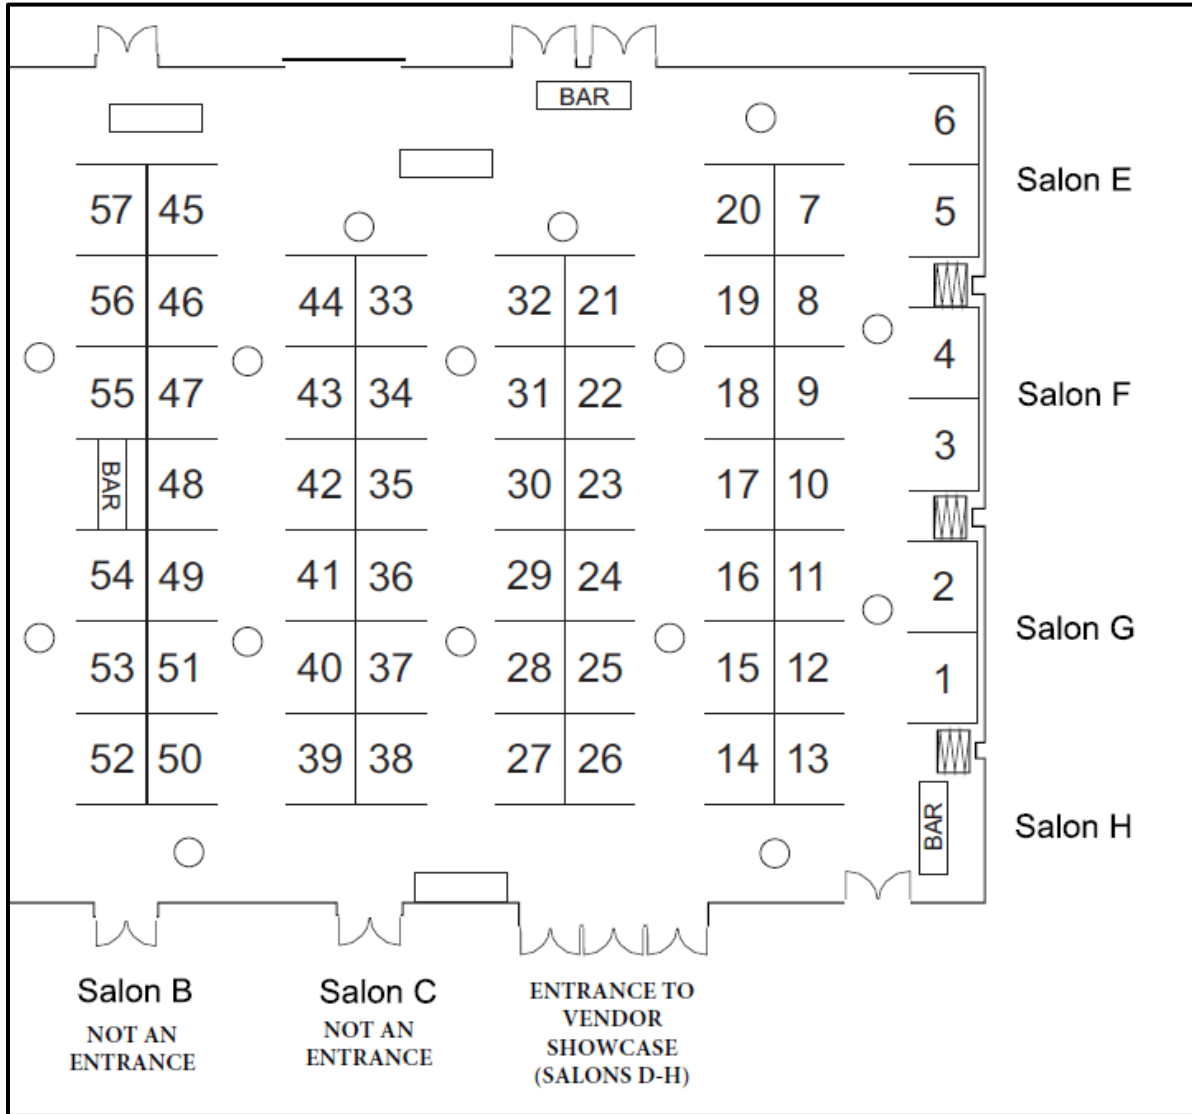 BAR
6
Salon E
57 45
20 7
5
56 46
44 33
32 21
19 8
4
55 47
43 34
31 22
18 9
Salon F
3
BAR
48
42 35
30 23
17 10
54 49
41 36
29 24
16 11
2
Salon G
53 51
40 37
28 25
15 12
1
52 50
39 38
27 26
14 13
BAR
Salon H
Salon B
NOT AN
ENTRANCE
Salon C
NOT AN
ENTRANCE
ENTRANCE TO
VENDOR
SHOWCASE
(SALONS D-H)